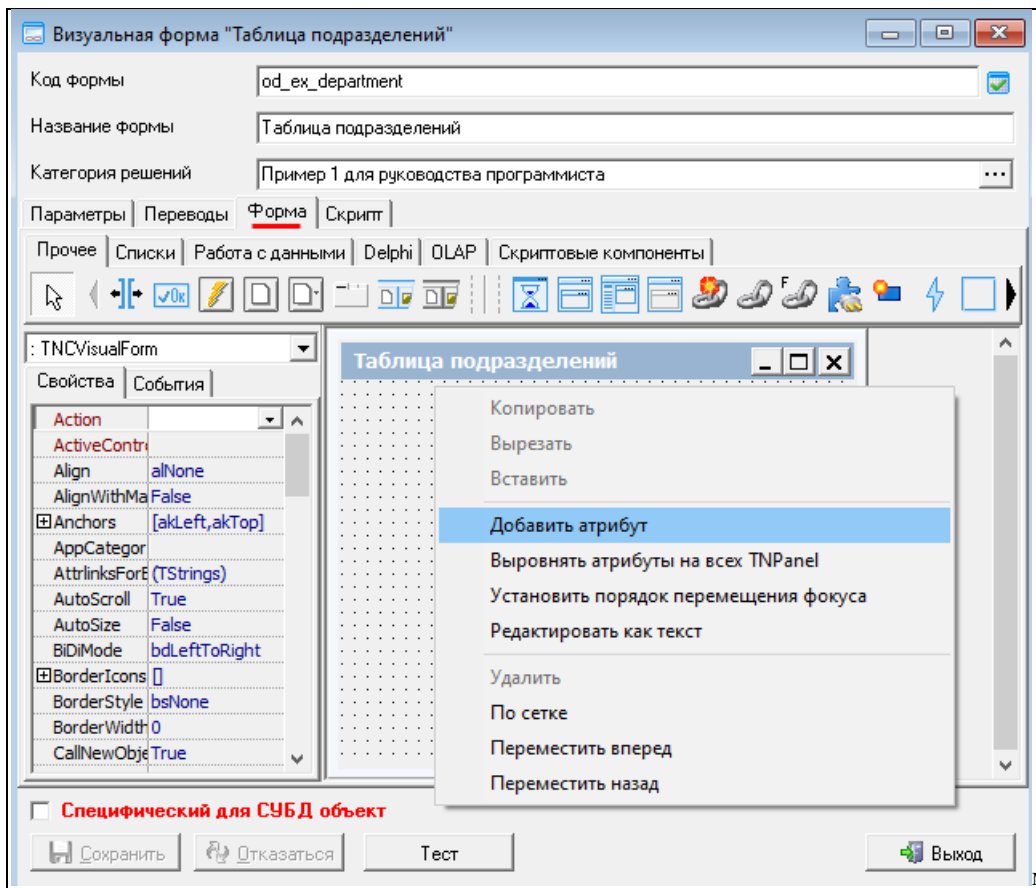 Визуальная форма "Таблица подразделений"
Код формы od_ex_department
Название формы Таблица подразделений
Категория решений Пример 1 для руководства программиста ...
Параметры Переводы Форма Скрипт
Прочее Списки Работа с данными Delphi OLAP Скриптовые компоненты
: TNCVisualForm
Свойства События
Action
ActiveContr
Align alNone
AlignWithMa False
Anchors [akLeft,akTop]
AppCategor
AttrlinksForE (TStrings)
AutoScroll True
AutoSize False
BiDiMode bdLeftToRight
BorderIcons []
BorderStyle bsNone
BorderWidth 0
CallNewObje True
Таблица подразделений
Копировать
Вырезать
Вставить
Добавить атрибут
Выровнять атрибуты на всех TNPanel
Установить порядок перемещения фокуса
Редактировать как текст
Удалить
По сетке
Переместить вперед
Переместить назад
Специфический для СУБД объект
Сохранить Отказаться Тест Выход